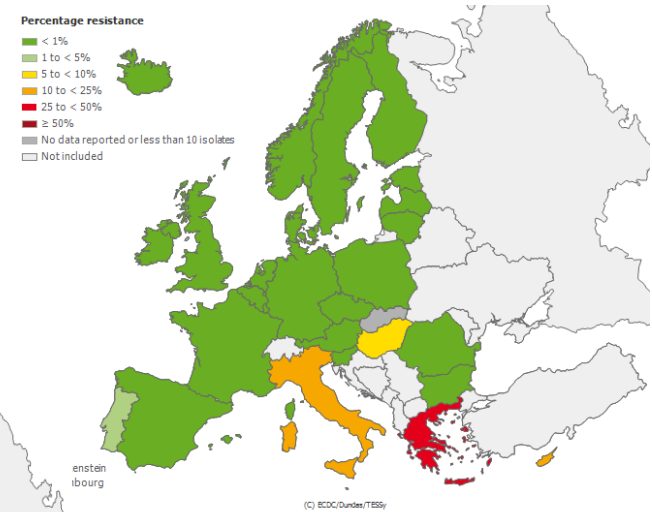 Percentage resistance
< 1%
1 to < 5%
5 to < 10%
10 to < 25%
25 to < 50%
≥ 50%
No data reported or less than 10 isolates
Not included
enstein
bourg
(C) ECDC/Dundas/TESSy